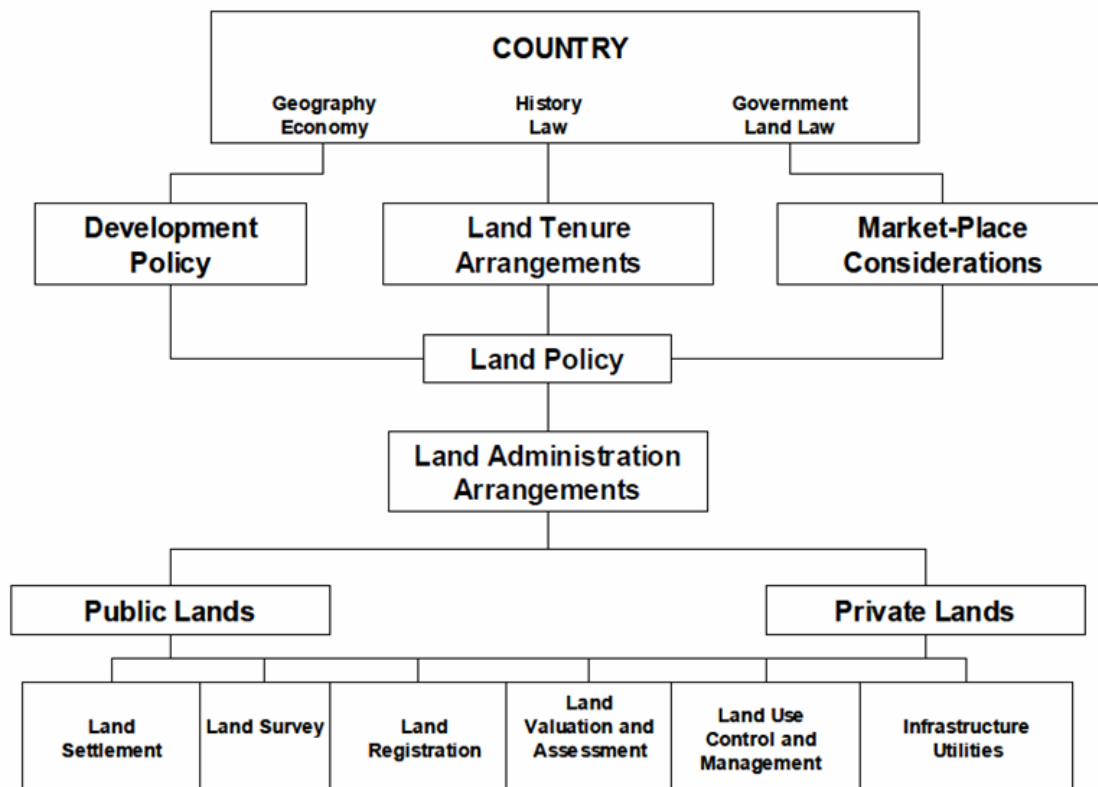 COUNTRY
Geography
Economy
History
Law
Government
Land Law
Development
Policy
Land Tenure
Arrangements
Market-Place
Considerations
Land Policy
Land Administration
Arrangements
Public Lands
Private Lands
Land
Settlement
Land Survey
Land
Registration
Land
Valuation and
Assessment
Land Use
Control and
Management
Infrastructure
Utilities